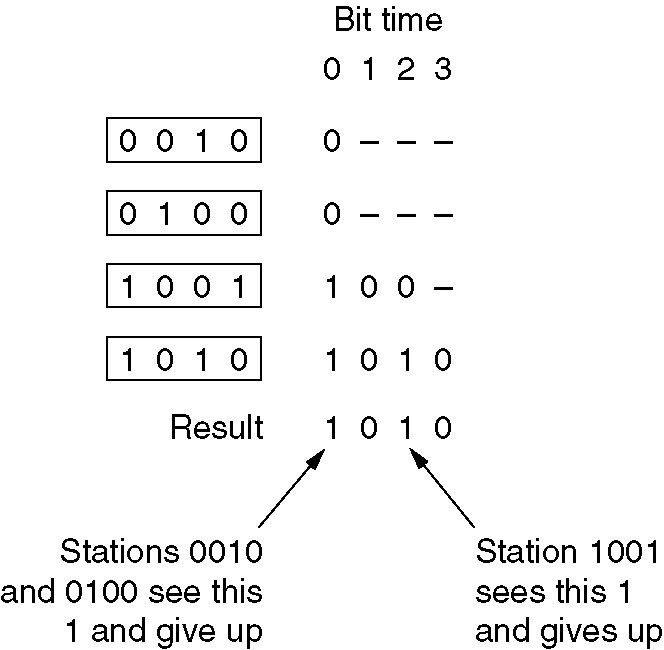 Bit time
0 1 2 3
0 0 1 0 0 – – –
0 1 0 0 0 – – –
1 0 0 1 1 0 0 –
1 0 1 0 1 0 1 0
Result 1 0 1 0
Stations 0010
and 0100 see this
1 and give up
Station 1001
sees this 1
and gives up